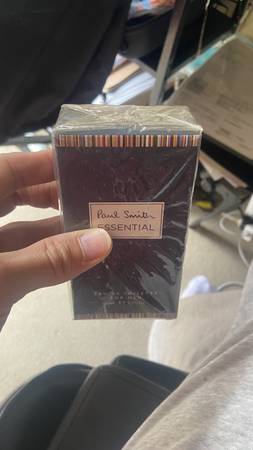 Paul Smith
ESSENTIAL
EAU DE TOILETTE
FOR MEN